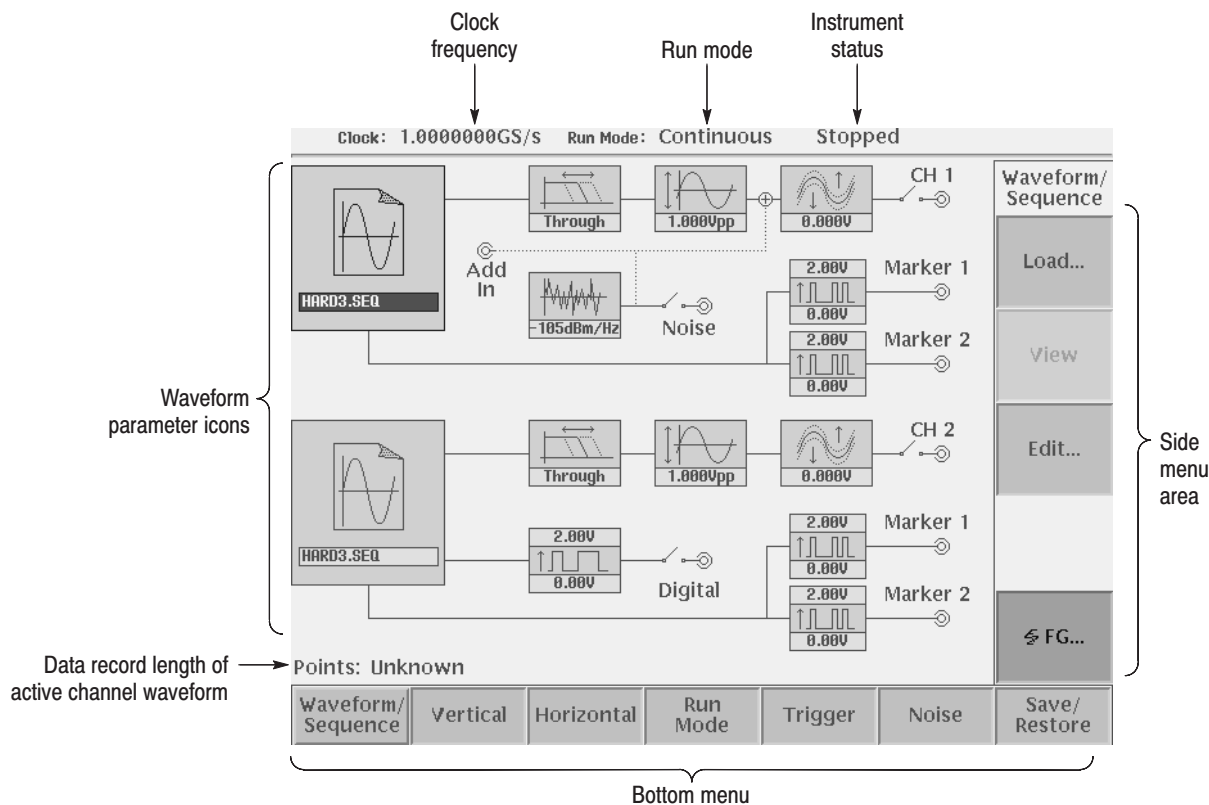 Clock
frequency
Run mode
Instrument
status
Clock: 1.0000000GS/s Run Mode: Continuous Stopped
CH 1
Through
1.000Vpp
0.000V
Add
In
HARD3.SEQ
-105dBm/Hz
Noise
2.00V
0.00V
Marker 1
2.00V
0.00V
Marker 2
CH 2
Through
1.000Vpp
0.000V
HARD3.SEQ
2.00V
0.00V
Digital
2.00V
0.00V
Marker 1
2.00V
0.00V
Marker 2
Points: Unknown
Waveform/
Sequence
Load...
View
Edit...
FG...
Waveform/
Sequence
Vertical
Horizontal
Run
Mode
Trigger
Noise
Save/
Restore
Waveform
parameter icons
Data record length of
active channel waveform
Side
menu
area
Bottom menu